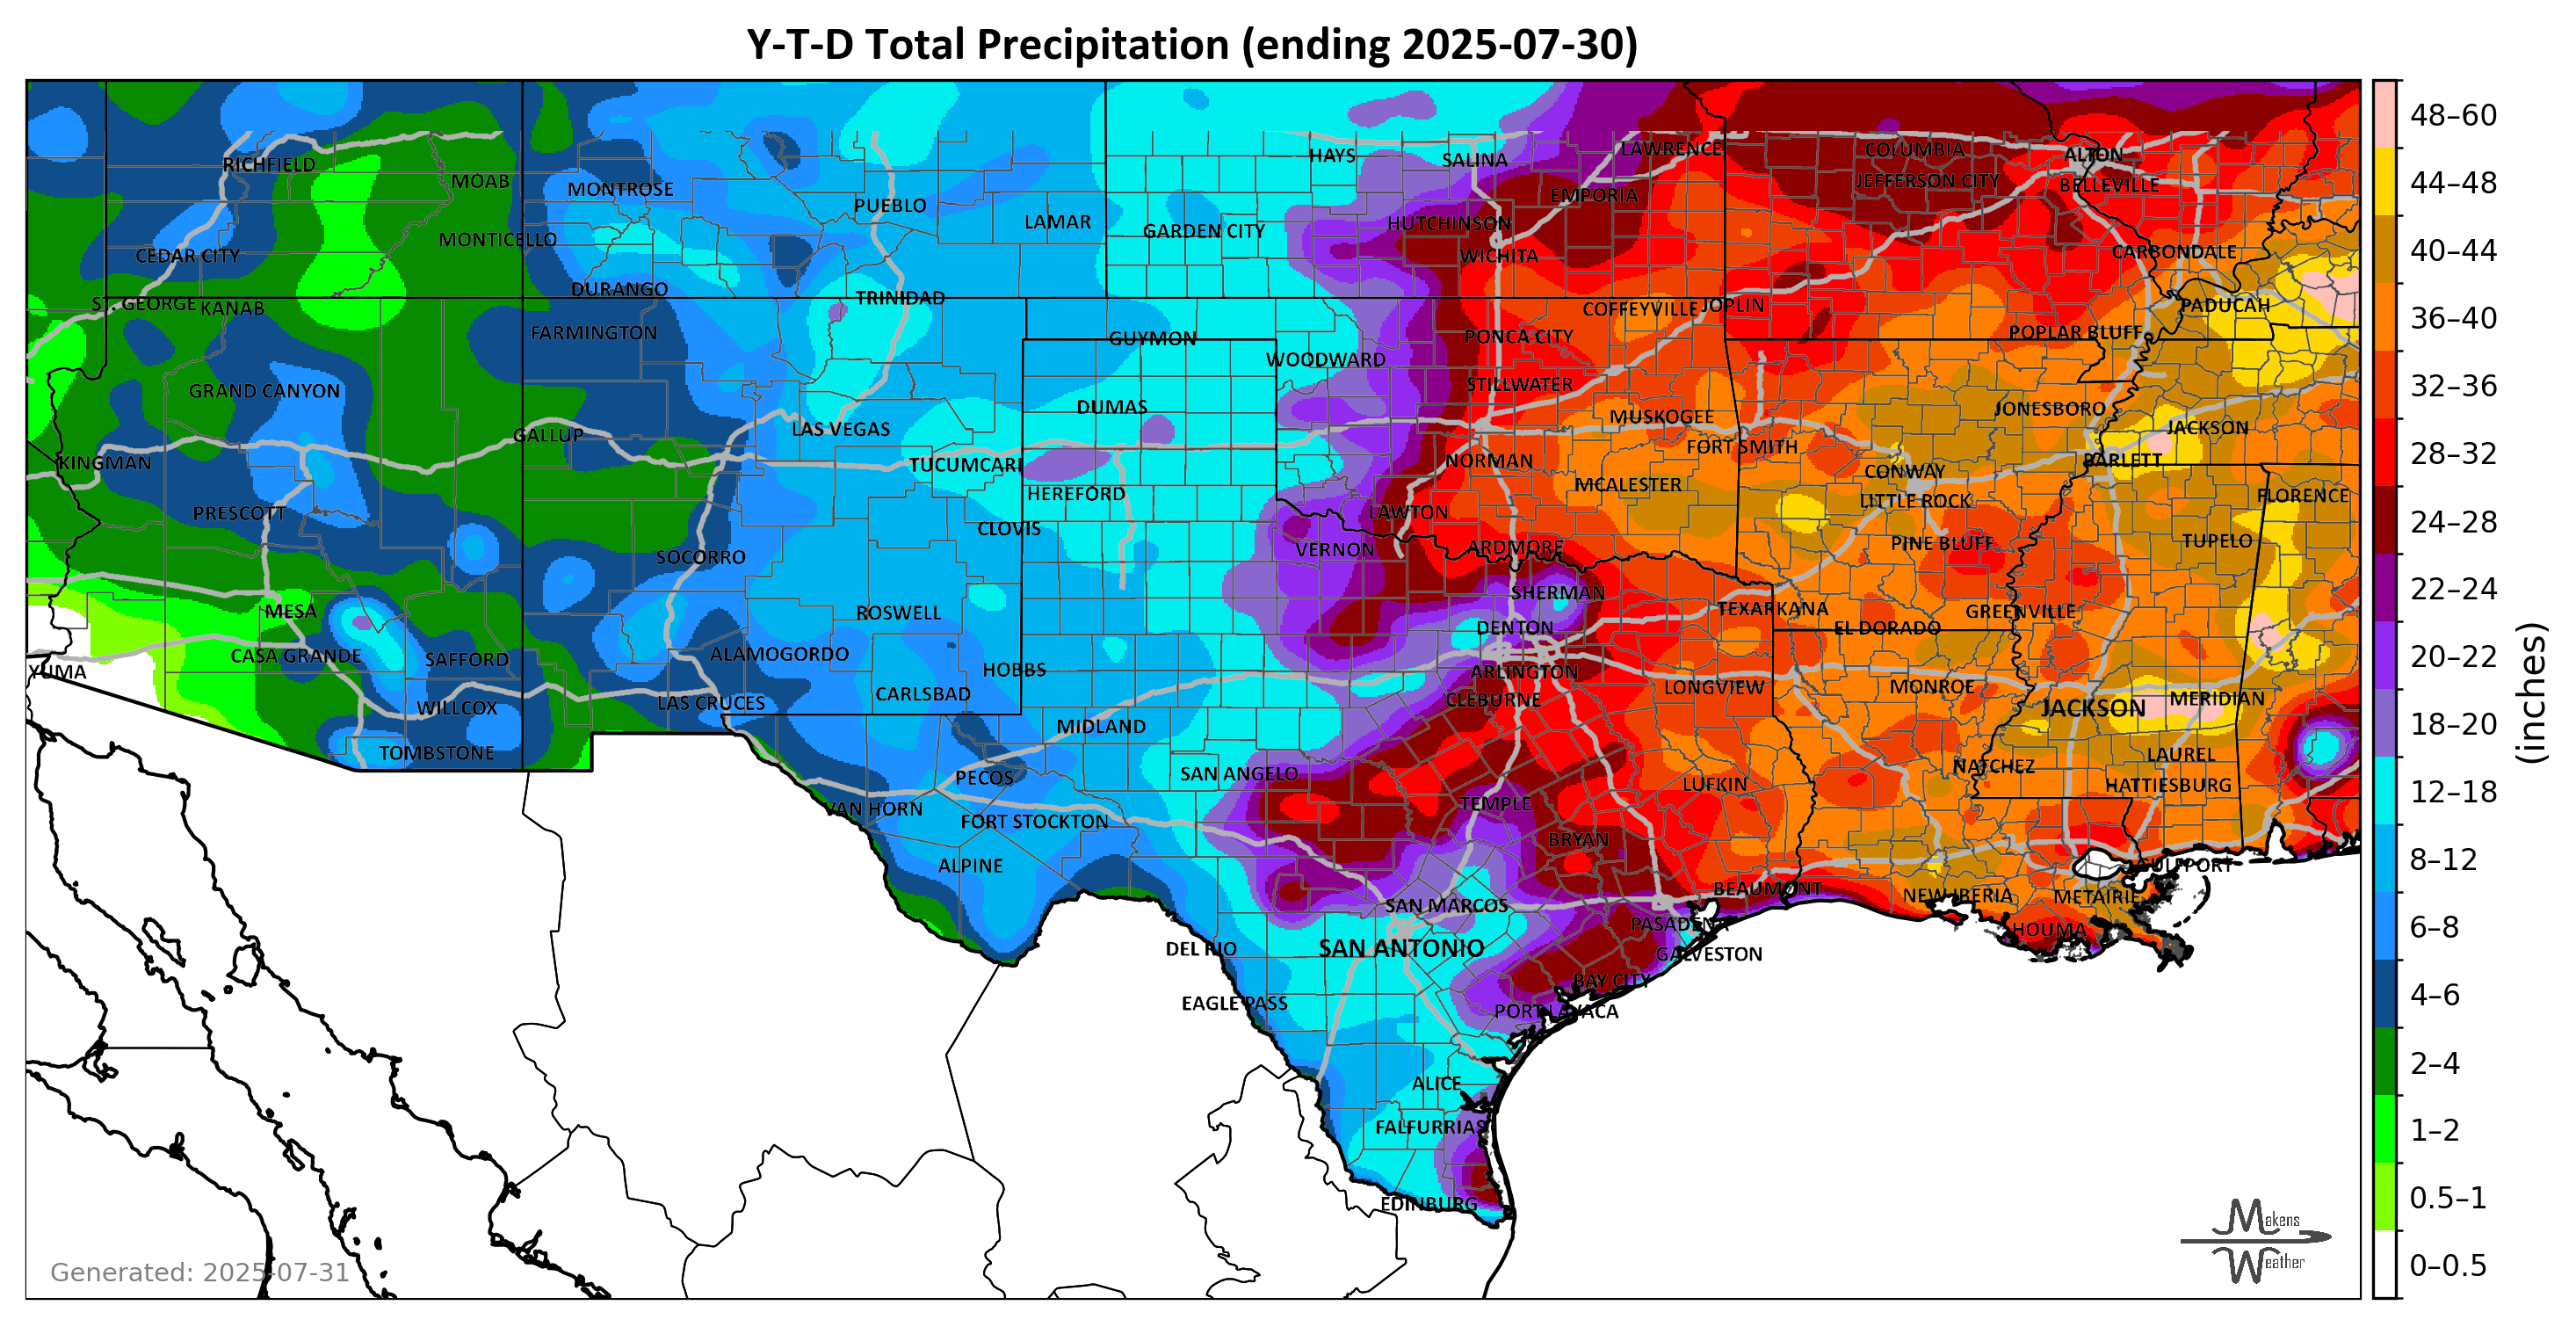 Y-T-D Total Precipitation (ending 2025-07-30)
HAYS
SALINA
LAWRENCE
COLUMBIA
ALTON
RICHFIELD
MOAB
MONTROSE
JEFFERSON CITY
BELLEVILLE
PUEBLO
EMPORIA
LAMAR
GARDEN CITY
HUTCHINSON
MONTICELLO
CEDAR CITY
WICHITA
CARBONDALE
DURANGO
TRINIDAD
ST. GEORGE
KANAB
COFFEYVILLE
JOPLIN
PADUCAH
FARMINGTON
GUYMON
PONCA CITY
POPLAR BLUFF
WOODWARD
GRAND CANYON
STILLWATER
DUMAS
JONESBORO
MUSKOGEE
GALLUP
LAS VEGAS
JACKSON
FORT SMITH
KINGMAN
TUCUMCARI
NORMAN
CONWAY
BARLETT
HEREFORD
MCALESTER
LITTLE ROCK
FLORENCE
PRESCOTT
CLOVIS
LAWTON
VERNON
ARDMORE
PINE BLUFF
TUPELO
SOCORRO
SHERMAN
MESA
ROSWELL
TEXARKANA
GREENVILLE
DENTON
EL DORADO
CASA GRANDE
SAFFORD
ALAMOGORDO
YUMA
HOBBS
ARLINGTON
LONGVIEW
MONROE
CARLSBAD
CLEBURNE
MERIDIAN
WILLCOX
LAS CRUCES
JACKSON
MIDLAND
TOMBSTONE
LAUREL
PECOS
SAN ANGELO
NATCHEZ
LUFKIN
HATTIESBURG
VAN HORN
TEMPLE
FORT STOCKTON
BRYAN
ALPINE
GULFPORT
BEAUMONT
SAN MARCOS
NEW IBERIA
METAIRIE
PASADENA
HOUMA
DEL RIO
SAN ANTONIO
GALVESTON
BAY CITY
EAGLE PASS
PORT LAVACA
ALICE
FALFURRIAS
EDINBURG
48–60
44–48
40–44
36–40
32–36
28–32
24–28
22–24
20–22
18–20
12–18
8–12
6–8
4–6
2–4
1–2
0.5–1
0–0.5
(inches)
Makens
Weather
Generated: 2025-07-31